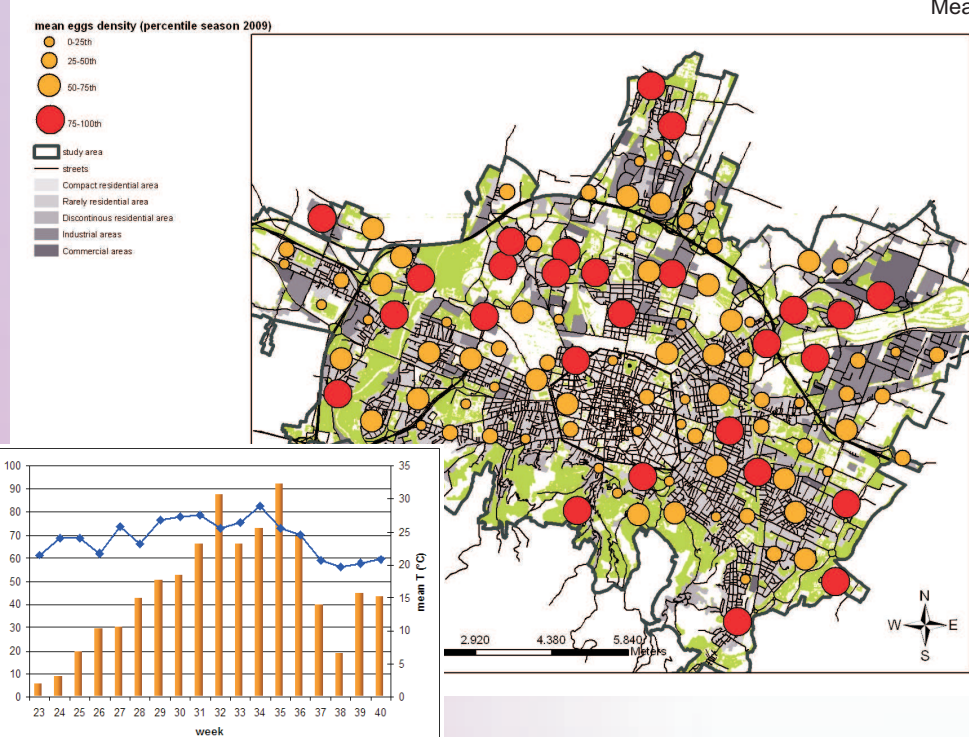 Mea
mean eggs density (percentile season 2009)
0-25th
25-50th
50-75th
75-100th
study area
streets
Compact residential area
Rarely residential area
Discontinous residential area
Industrial areas
Commercial areas
N
W E
S
2.920 4.380 5.840
Meters
100 35
90 30
80
70 25
60 20
50
40 15
30 10
20
10 5
0 0
mean T (°C)
23 24 25 26 27 28 29 30 31 32 33 34 35 36 37 38 39 40
week